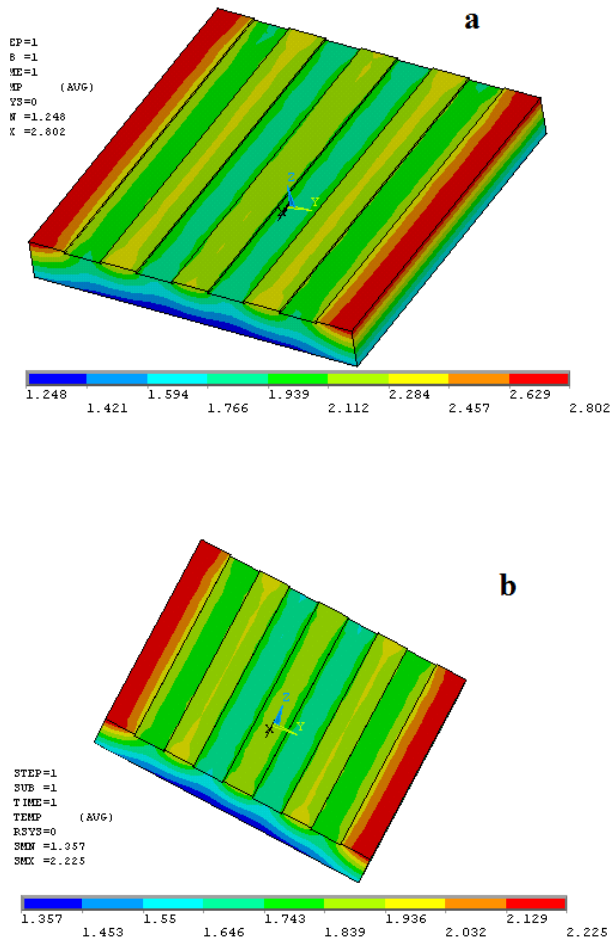 a
EP=1
B =1
ME=1
MP (AVG)
YS=0
N =1.248
X =2.802
Z
Y
X
1.248 1.594 1.939 2.284 2.629
1.421 1.766 2.112 2.457 2.802
b
Z
Y
X
STEP=1
SUB =1
TIME=1
TEMP (AVG)
RSYS=0
SMN =1.357
SMX =2.225
1.357 1.55 1.743 1.936 2.129
1.453 1.646 1.839 2.032 2.225